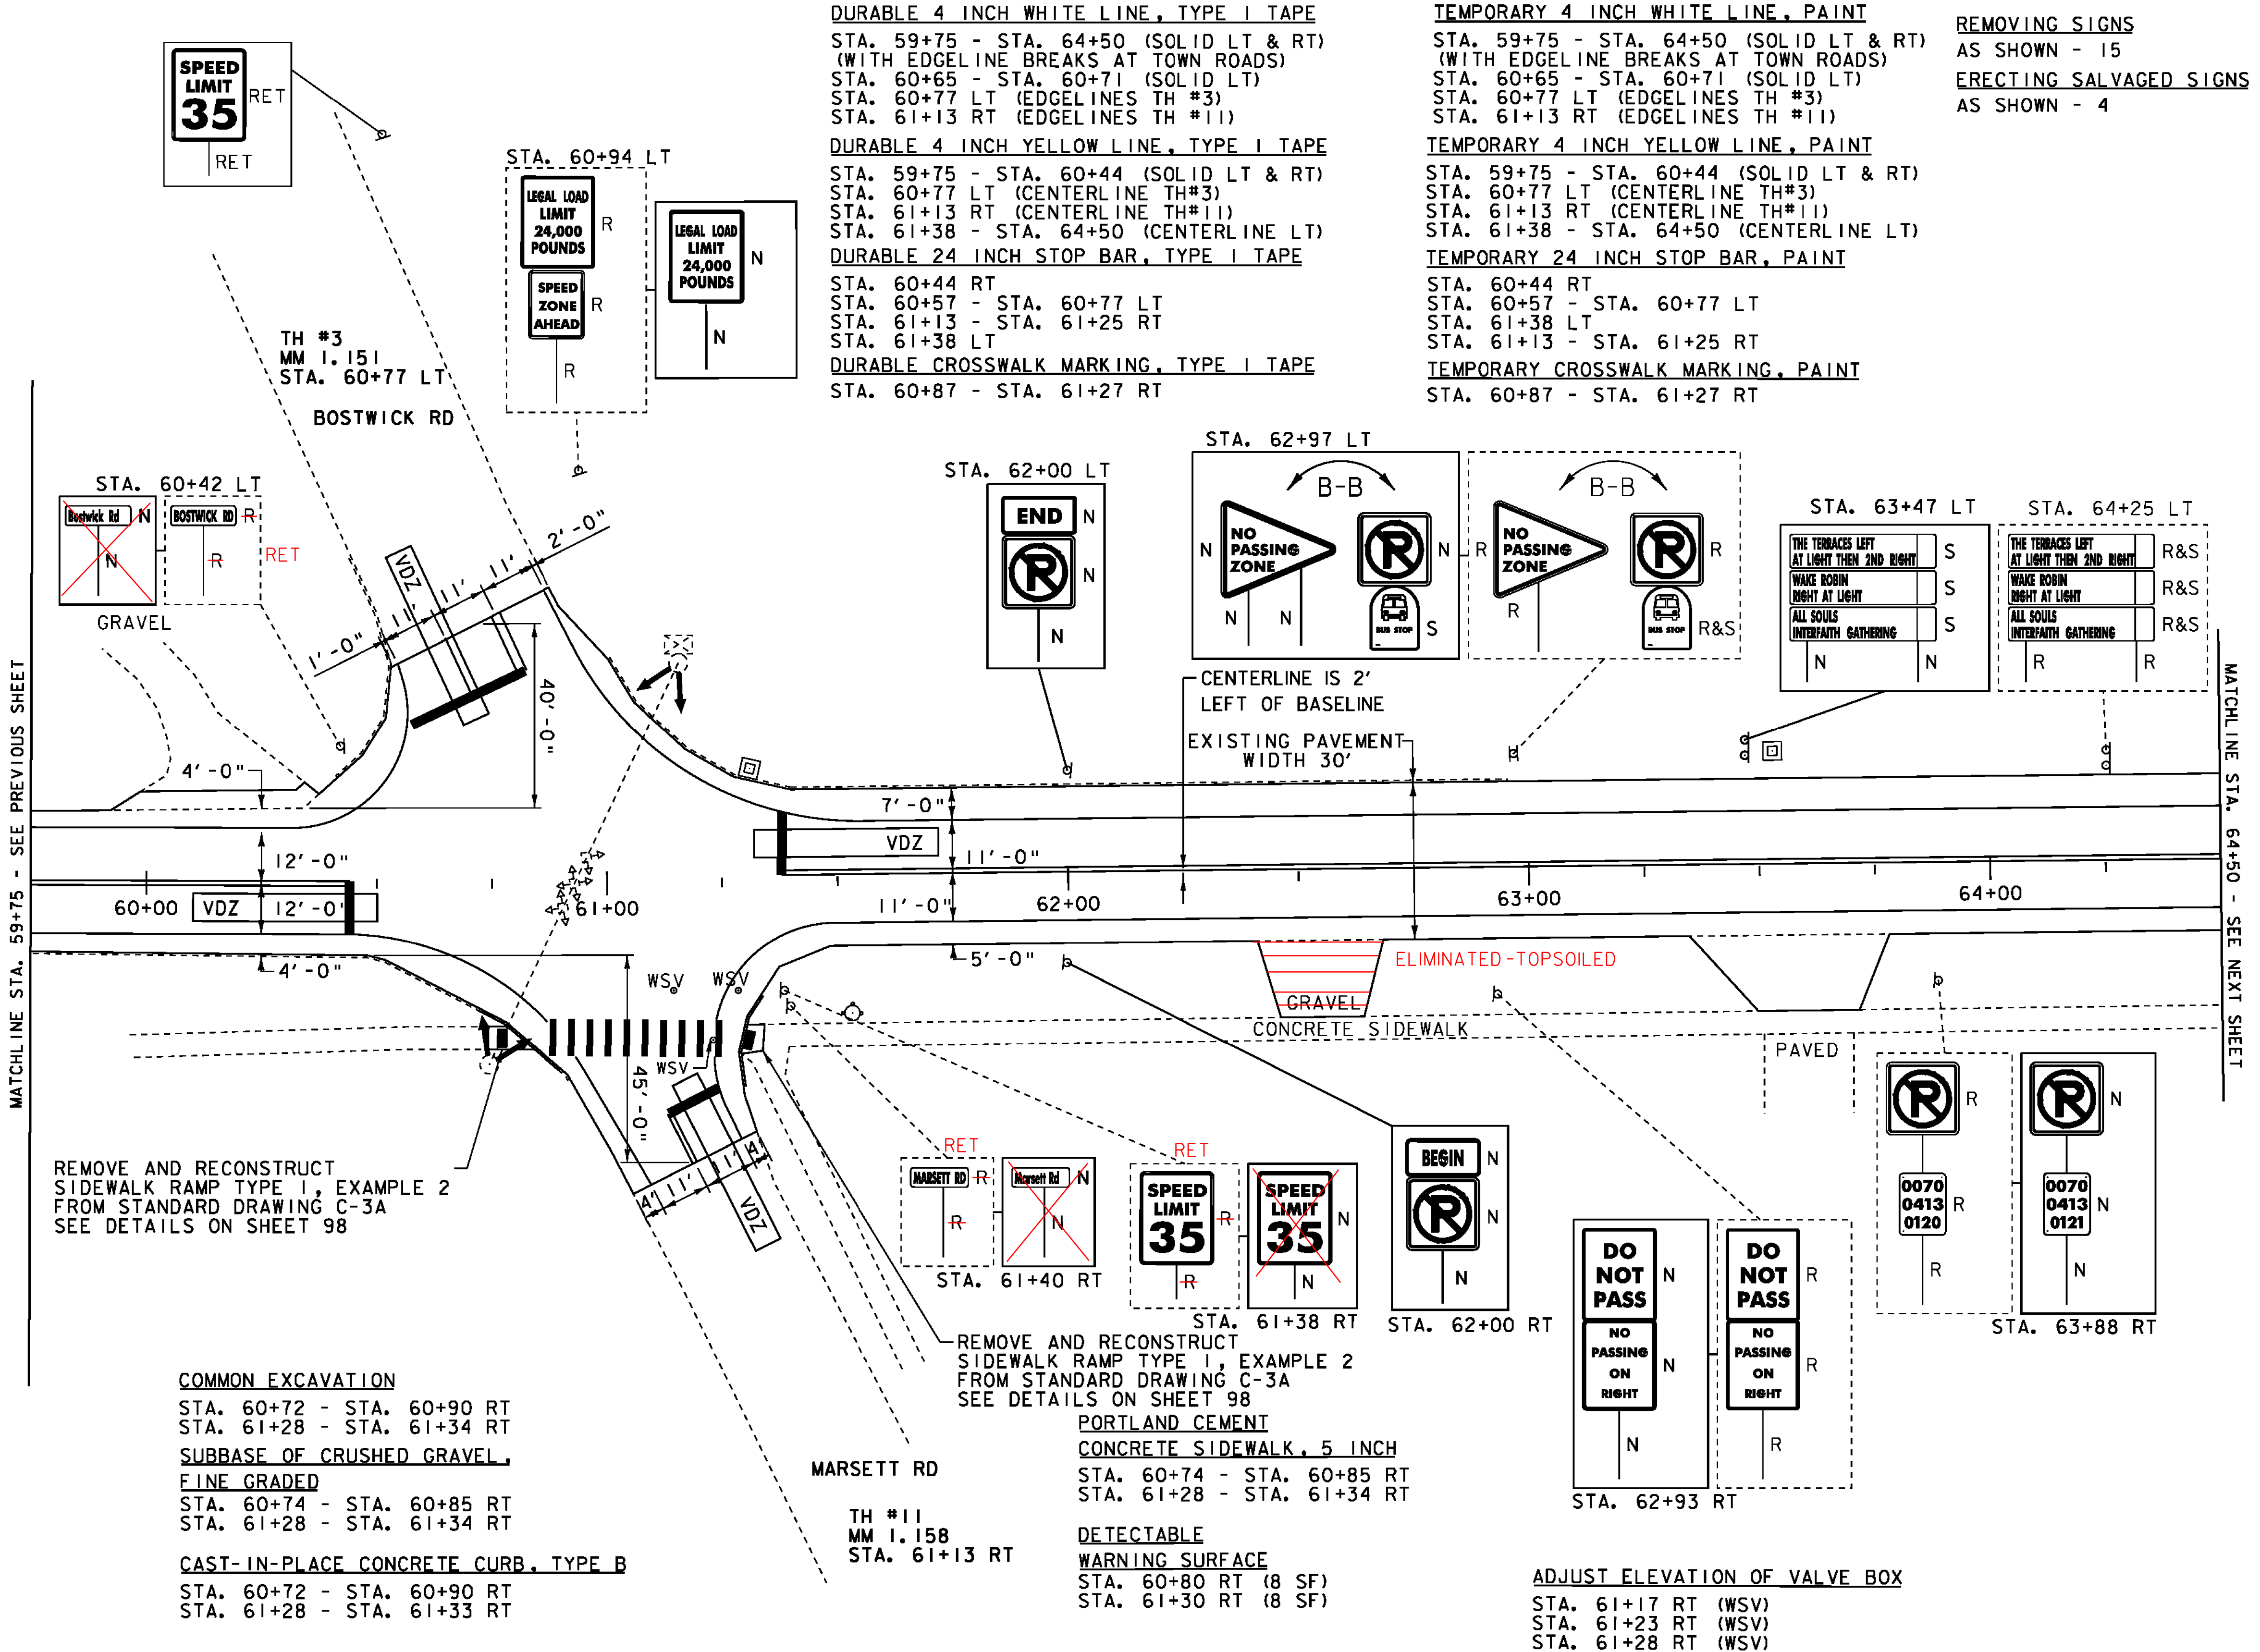 DURABLE 4 INCH WHITE LINE, TYPE I TAPE
STA. 59+75 - STA. 64+50 (SOLID LT & RT)
(WITH EDGELINE BREAKS AT TOWN ROADS)
STA. 60+65 - STA. 60+71 (SOLID LT)
STA. 60+77 LT (EDGELINES TH #3)
STA. 61+13 RT (EDGELINES TH #11)
DURABLE 4 INCH YELLOW LINE, TYPE I TAPE
STA. 59+75 - STA. 60+44 (SOLID LT & RT)
STA. 60+77 LT (CENTERLINE TH#3)
STA. 61+13 RT (CENTERLINE TH#11)
STA. 61+38 - STA. 64+50 (CENTERLINE LT)
DURABLE 24 INCH STOP BAR, TYPE I TAPE
STA. 60+44 RT
STA. 60+57 - STA. 60+77 LT
STA. 61+13 - STA. 61+25 RT
STA. 61+38 LT
DURABLE CROSSWALK MARKING, TYPE I TAPE
STA. 60+87 - STA. 61+27 RT
TEMPORARY 4 INCH WHITE LINE, PAINT
STA. 59+75 - STA. 64+50 (SOLID LT & RT)
(WITH EDGELINE BREAKS AT TOWN ROADS)
STA. 60+65 - STA. 60+71 (SOLID LT)
STA. 60+77 LT (EDGELINES TH #3)
STA. 61+13 RT (EDGELINES TH #11)
TEMPORARY 4 INCH YELLOW LINE, PAINT
STA. 59+75 - STA. 60+44 (SOLID LT & RT)
STA. 60+77 LT (CENTERLINE TH#3)
STA. 61+13 RT (CENTERLINE TH#11)
STA. 61+38 - STA. 64+50 (CENTERLINE LT)
TEMPORARY 24 INCH STOP BAR, PAINT
STA. 60+44 RT
STA. 60+57 - STA. 60+77 LT
STA. 61+38 LT
STA. 61+13 - STA. 61+25 RT
TEMPORARY CROSSWALK MARKING, PAINT
STA. 60+87 - STA. 61+27 RT
REMOVING SIGNS
AS SHOWN - 15
ERECTING SALVAGED SIGNS
AS SHOWN - 4
SPEED
LIMIT
35
RET
RET
STA. 60+94 LT
LEGAL LOAD
LIMIT
24,000
POUNDS
R
SPEED
ZONE
AHEAD
R
R
LEGAL LOAD
LIMIT
24,000
POUNDS
N
N
TH #3
MM 1.151
STA. 60+77 LT
BOSTWICK RD
STA. 60+42 LT
Bostwick Rd N
N
BOSTWICK RD R
R
RET
GRAVEL
1'-0"
11'
11'
2'-0"
VDZ
40'-0"
4'-0"
STA. 62+00 LT
END N
P N
N
STA. 62+97 LT
B-B
N
NO
PASSING
ZONE
N N
P N
BUS STOP S
B-B
R
NO
PASSING
ZONE
R
P R
BUS STOP R&S
STA. 63+47 LT
THE TERRACES LEFT
AT LIGHT THEN 2ND RIGHT S
WAKE ROBIN
RIGHT AT LIGHT S
ALL SOULS
INTERFAITH GATHERING S
N N
STA. 64+25 LT
THE TERRACES LEFT
AT LIGHT THEN 2ND RIGHT R&S
WAKE ROBIN
RIGHT AT LIGHT R&S
ALL SOULS
INTERFAITH GATHERING R&S
R R
CENTERLINE IS 2'
LEFT OF BASELINE
EXISTING PAVEMENT
WIDTH 30'
MATCHLINE STA. 59+75 - SEE PREVIOUS SHEET
MATCHLINE STA. 64+50 - SEE NEXT SHEET
7'-0"
VDZ
11'-0"
12'-0"
60+00
VDZ
12'-0"
61+00
11'-0"
62+00
63+00
64+00
4'-0"
5'-0"
WSV
WSV
WSV
45'-0"
ELIMINATED-TOPSOILED
GRAVEL
CONCRETE SIDEWALK
PAVED
4'
11'
11'
4'
VDZ
REMOVE AND RECONSTRUCT
SIDEWALK RAMP TYPE I, EXAMPLE 2
FROM STANDARD DRAWING C-3A
SEE DETAILS ON SHEET 98
RET
MARSETT RD R
R
Marsett Rd N
N
STA. 61+40 RT
RET
SPEED
LIMIT
35
R
R
SPEED
LIMIT
35
N
N
STA. 61+38 RT
BEGIN N
P N
N
STA. 62+00 RT
DO
NOT
PASS
N
NO
PASSING
ON
RIGHT
N
N
DO
NOT
PASS
R
NO
PASSING
ON
RIGHT
R
R
STA. 62+93 RT
P R
0070
0413
0120
R
R
P N
0070
0413
0121
N
N
STA. 63+88 RT
REMOVE AND RECONSTRUCT
SIDEWALK RAMP TYPE I, EXAMPLE 2
FROM STANDARD DRAWING C-3A
SEE DETAILS ON SHEET 98
COMMON EXCAVATION
STA. 60+72 - STA. 60+90 RT
STA. 61+28 - STA. 61+34 RT
SUBBASE OF CRUSHED GRAVEL,
FINE GRADED
STA. 60+74 - STA. 60+85 RT
STA. 61+28 - STA. 61+34 RT
CAST-IN-PLACE CONCRETE CURB, TYPE B
STA. 60+72 - STA. 60+90 RT
STA. 61+28 - STA. 61+33 RT
MARSETT RD
TH #11
MM 1.158
STA. 61+13 RT
PORTLAND CEMENT
CONCRETE SIDEWALK, 5 INCH
STA. 60+74 - STA. 60+85 RT
STA. 61+28 - STA. 61+34 RT
DETECTABLE
WARNING SURFACE
STA. 60+80 RT (8 SF)
STA. 61+30 RT (8 SF)
ADJUST ELEVATION OF VALVE BOX
STA. 61+17 RT (WSV)
STA. 61+23 RT (WSV)
STA. 61+28 RT (WSV)